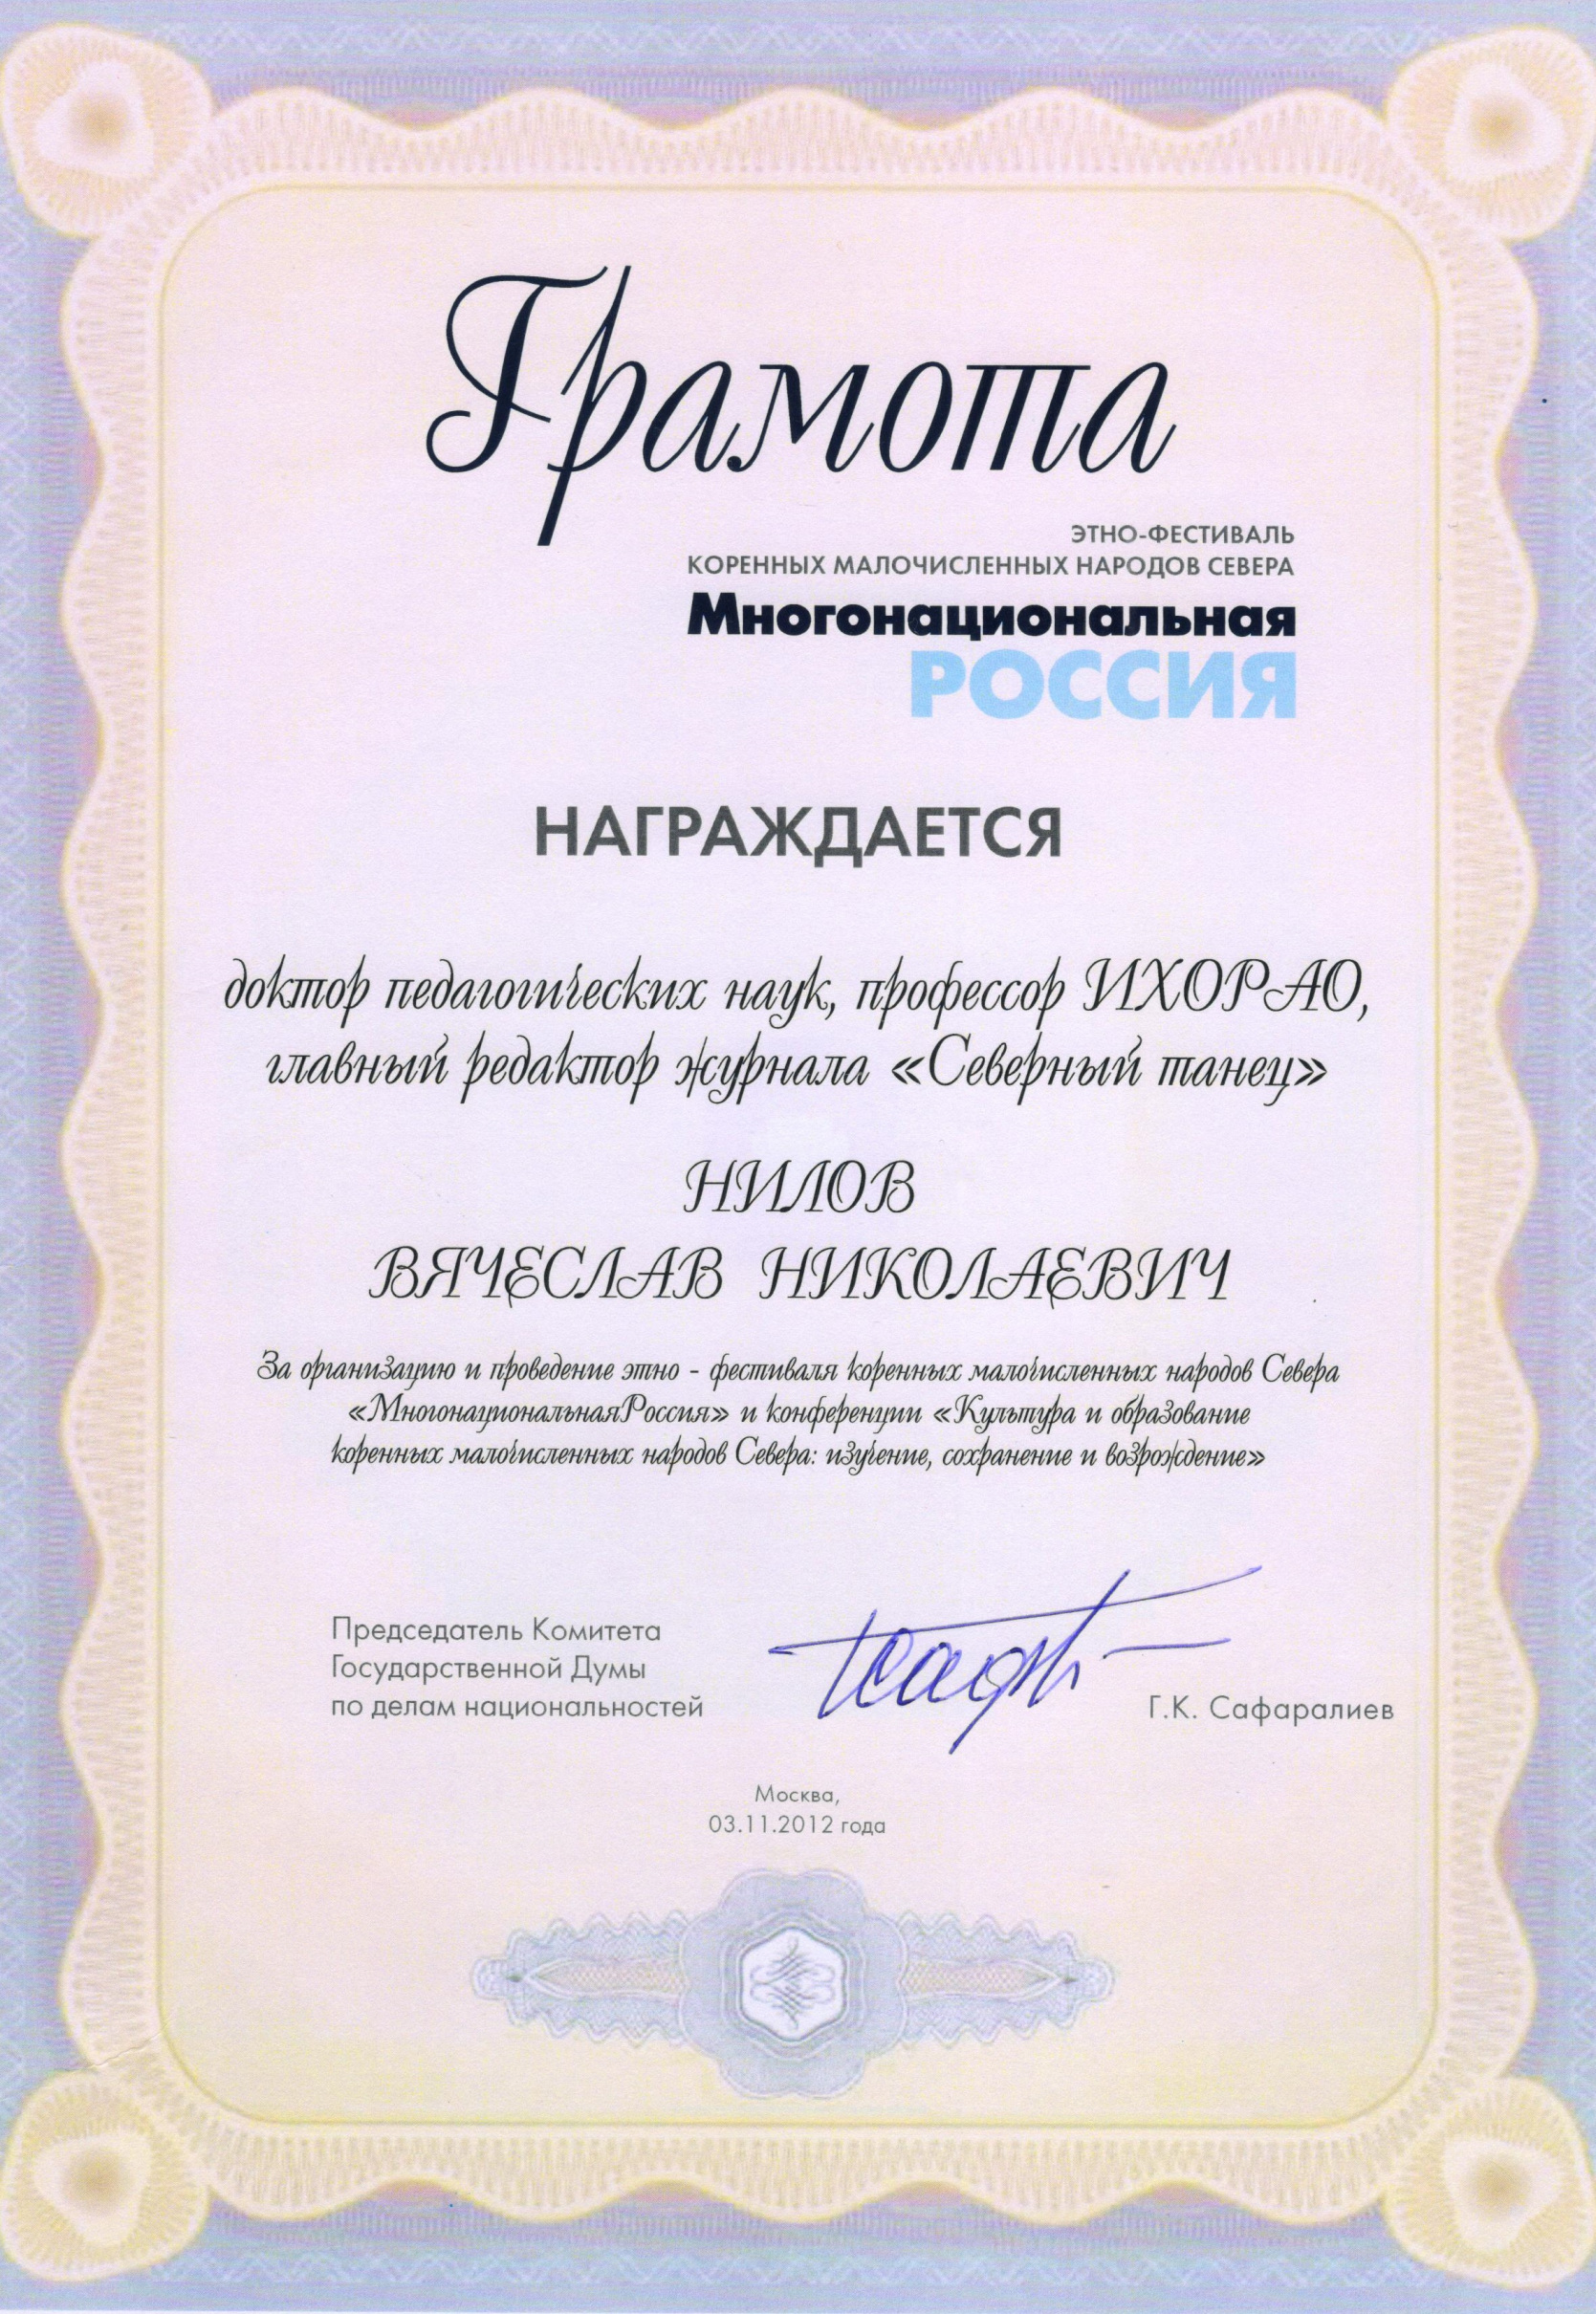 Грамота
ЭТНО-ФЕСТИВАЛЬ
КОРЕННЫХ МАЛОЧИСЛЕННЫХ НАРОДОВ СЕВЕРА
Многонациональная
РОССИЯ
НАГРАЖДАЕТСЯ
доктор педагогических наук, профессор ИХОРАО,
главный редактор журнала «Северный танец»
НИЛОВ
ВЯЧЕСЛАВ НИКОЛАЕВИЧ
За организацию и проведение этно - фестиваля коренных малочисленных народов Севера
«МногонациональнаяРоссия» и конференции «Культура и образование
коренных малочисленных народов Севера: изучение, сохранение и возрождение»
Председатель Комитета
Государственной Думы
по делам национальностей
Г.К. Сафаралиев
Москва,
03.11.2012 года